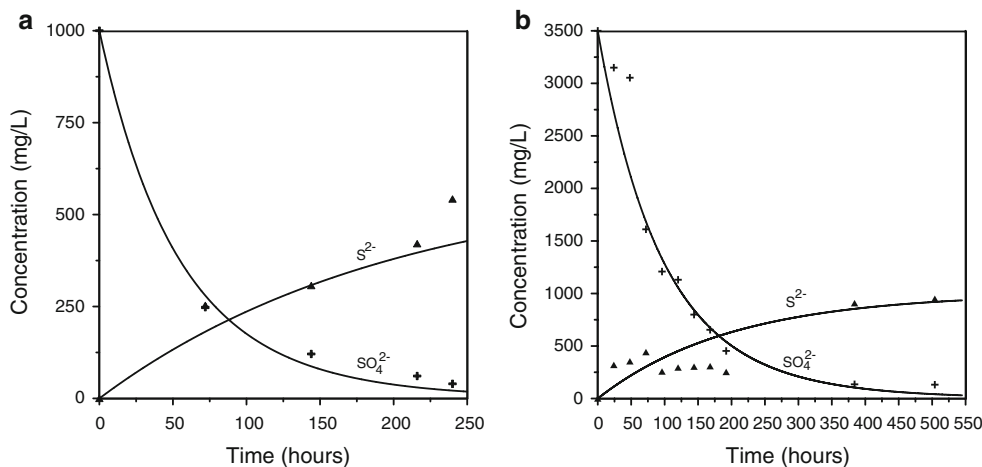 a
1000
750
500
250
0
Concentration (mg/L)
S²⁻
SO₄²⁻
0 50 100 150 200 250
Time (hours)
b
3500
3000
2500
2000
1500
1000
500
0
Concentration (mg/L)
S²⁻
SO₄²⁻
0 50 100 150 200 250 300 350 400 450 500 550
Time (hours)